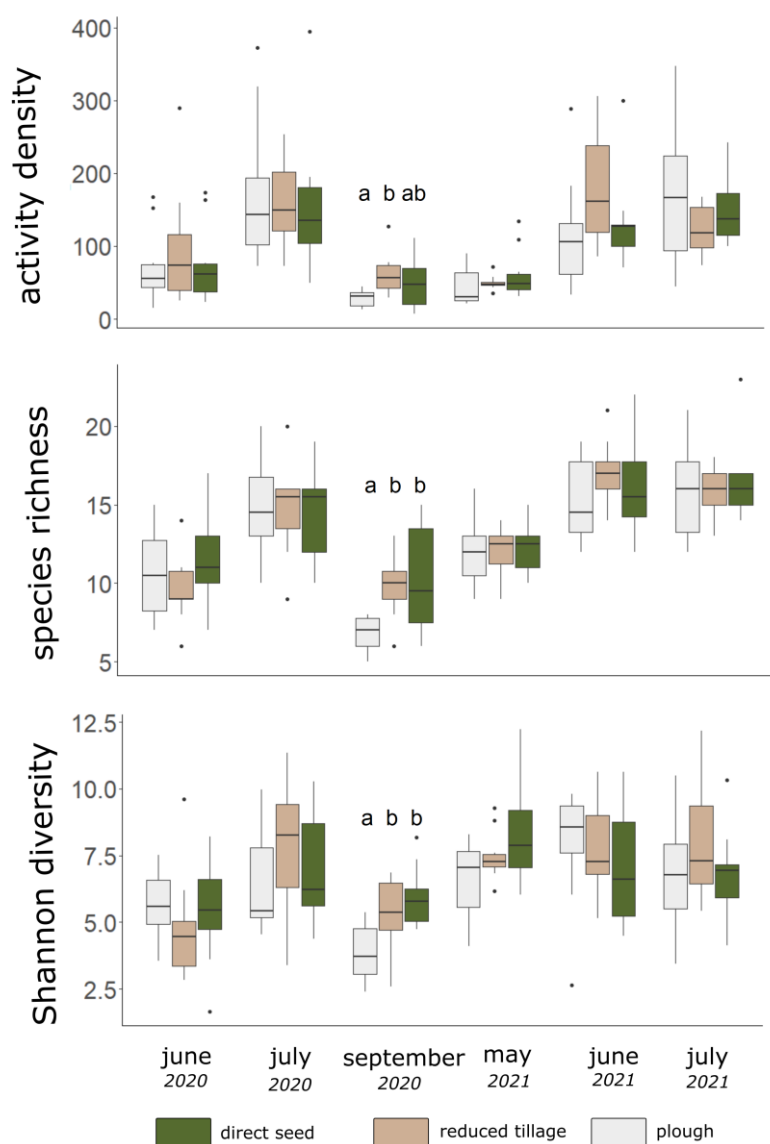 activity density
400
300
200
100
0
a b ab
species richness
20
15
10
5
a b b
Shannon diversity
12.5
10.0
7.5
5.0
2.5
a b b
june july september may june july
2020 2020 2020 2021 2021 2021
direct seed reduced tillage plough